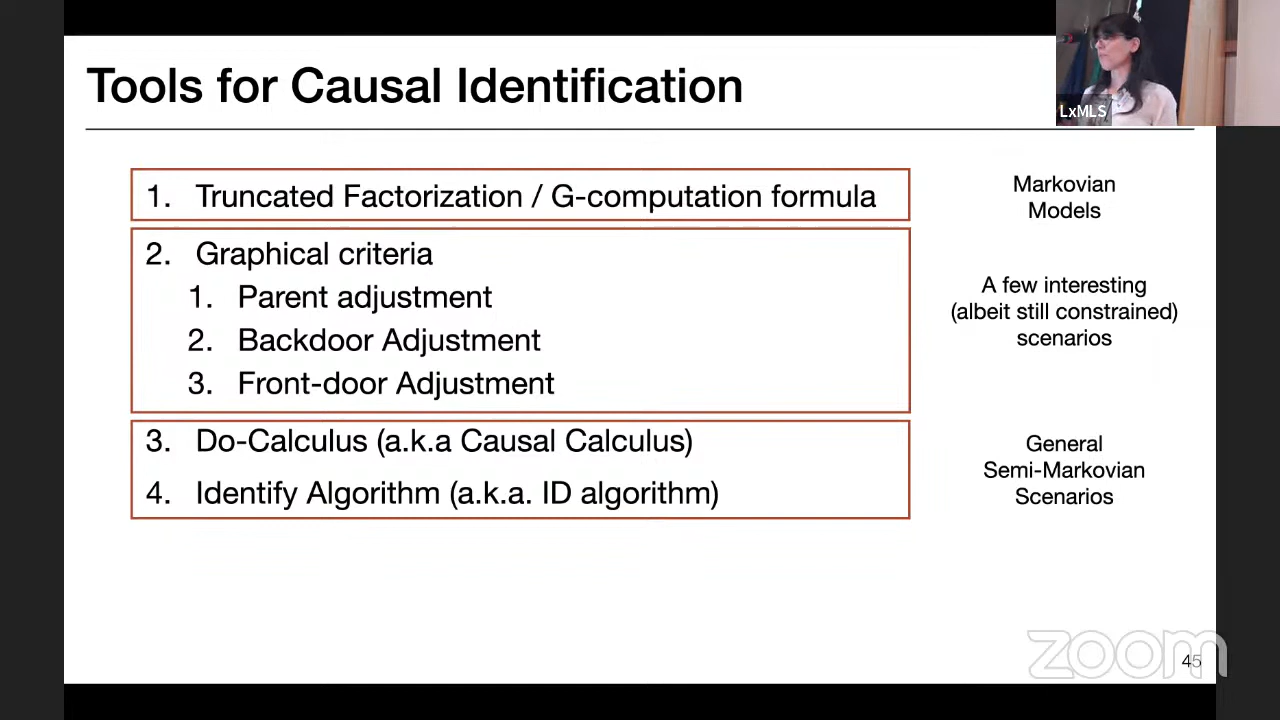 Tools for Causal Identification
LxMLS
1. Truncated Factorization / G-computation formula
Markovian
Models
2. Graphical criteria
1. Parent adjustment
2. Backdoor Adjustment
3. Front-door Adjustment
A few interesting
(albeit still constrained)
scenarios
3. Do-Calculus (a.k.a Causal Calculus)
4. Identify Algorithm (a.k.a. ID algorithm)
General
Semi-Markovian
Scenarios
zoom
45